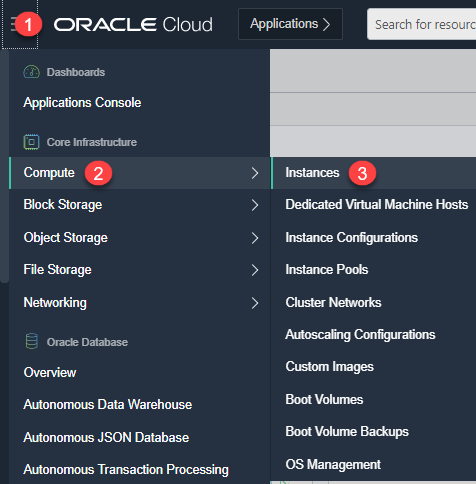 1 ORACLE Cloud Applications > Search for resourc
Dashboards
Applications Console
Core Infrastructure
Compute 2
Block Storage
Object Storage
File Storage
Networking
Oracle Database
Overview
Autonomous Data Warehouse
Autonomous JSON Database
Autonomous Transaction Processing
Instances 3
Dedicated Virtual Machine Hosts
Instance Configurations
Instance Pools
Cluster Networks
Autoscaling Configurations
Custom Images
Boot Volumes
Boot Volume Backups
OS Management